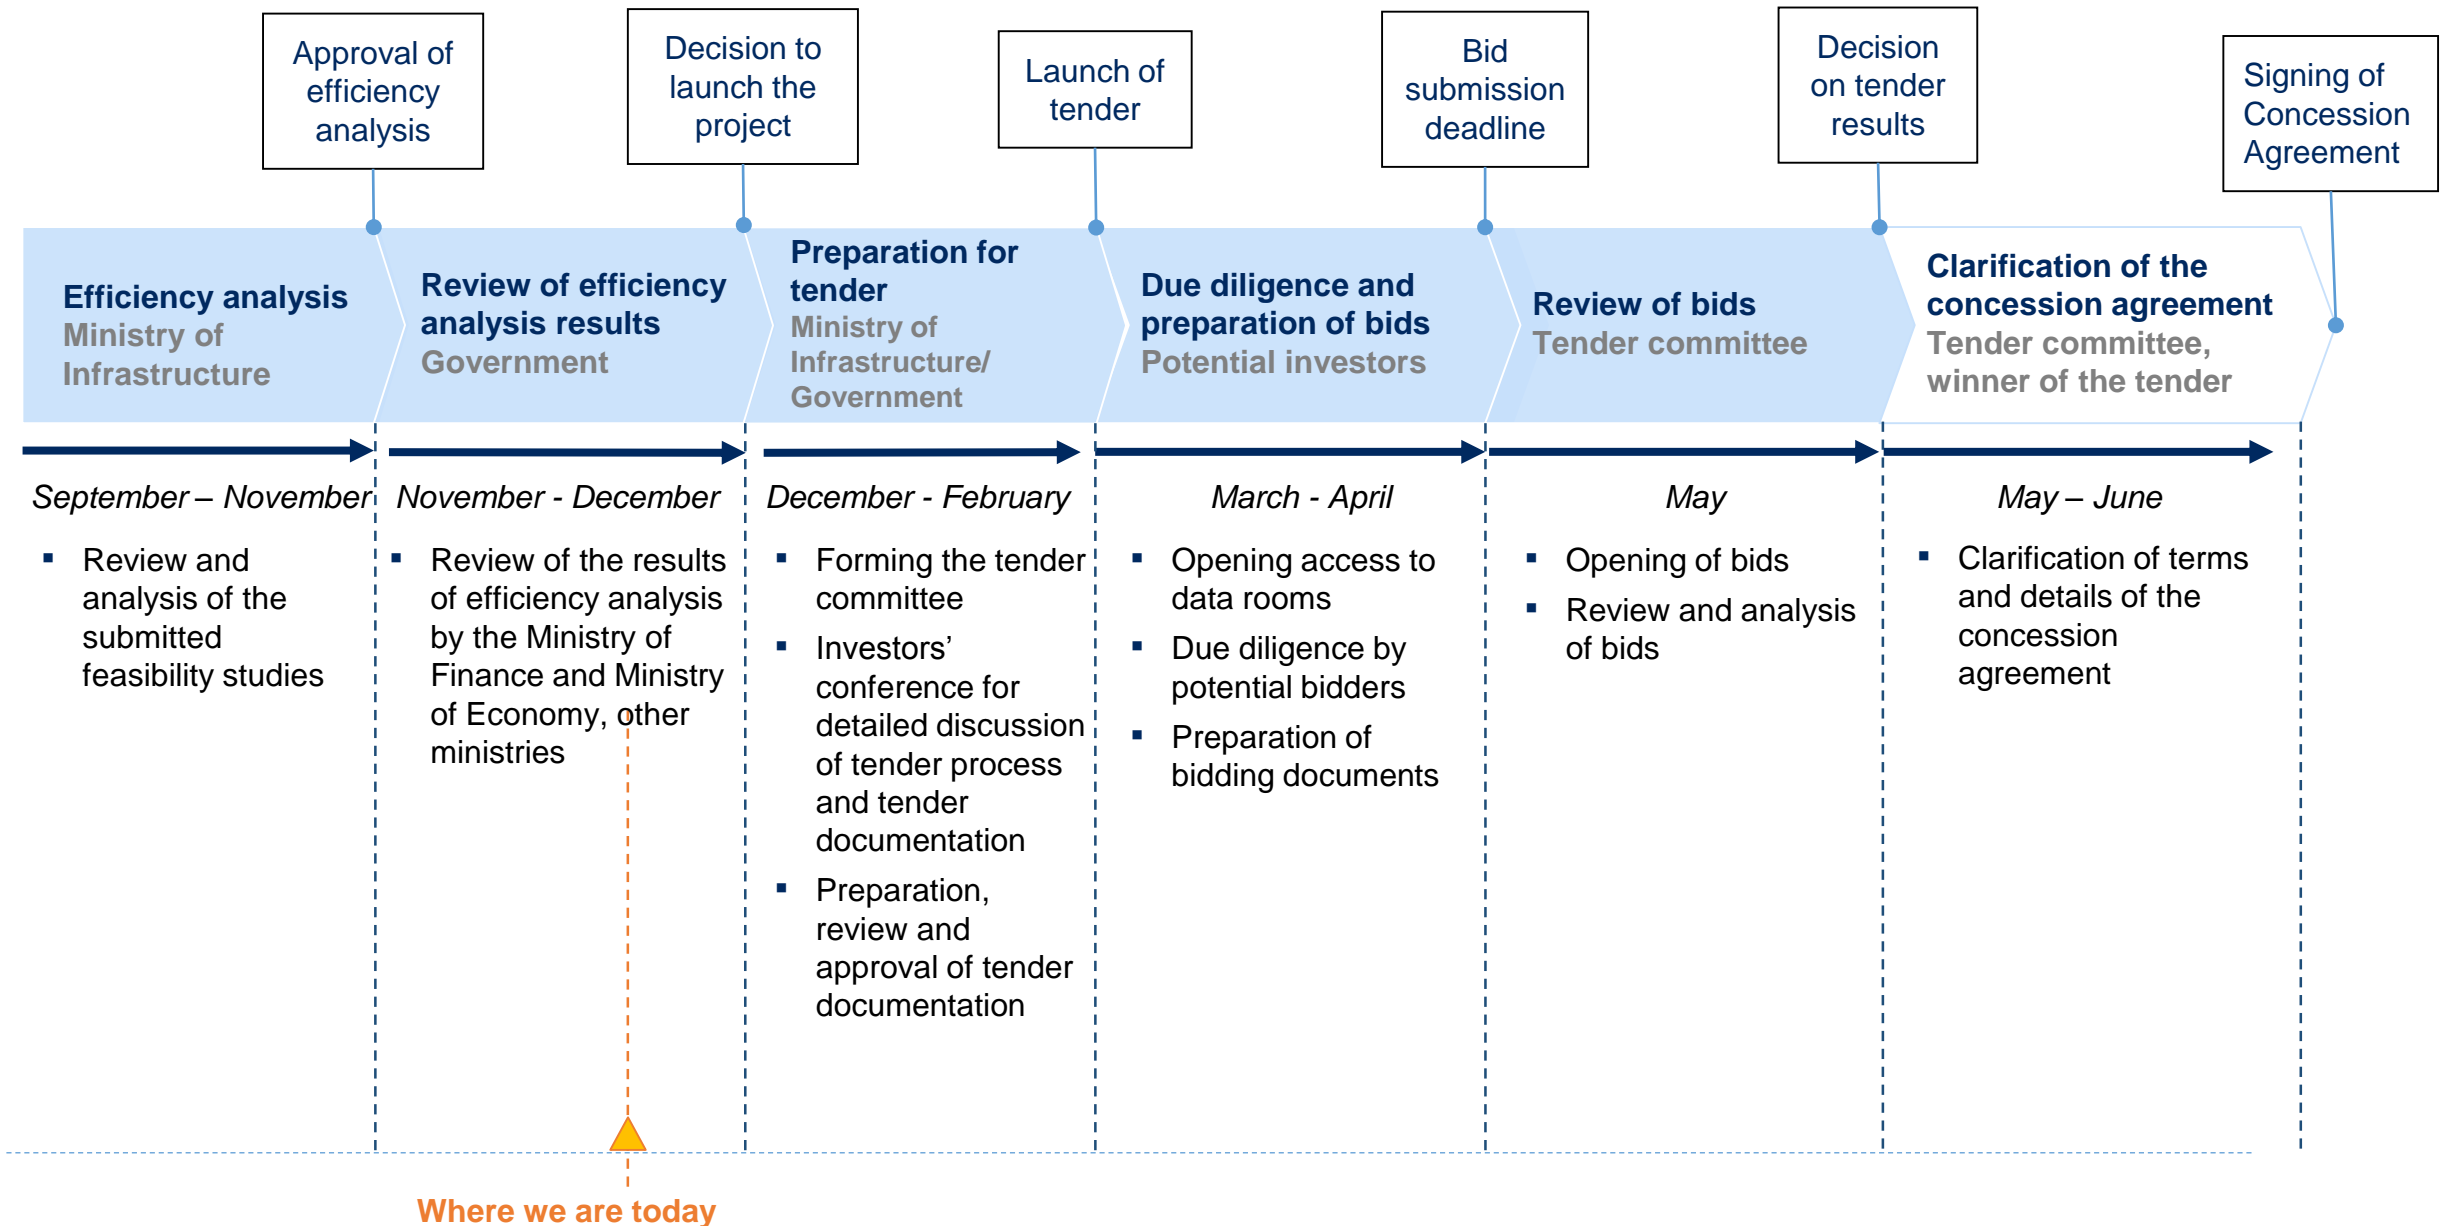 Approval of
efficiency
analysis
Decision to
launch the
project
Launch of
tender
Bid
submission
deadline
Decision
on tender
results
Signing of
Concession
Agreement
Efficiency analysis
Ministry of
Infrastructure
Review of efficiency
analysis results
Government
Preparation for
tender
Ministry of
Infrastructure/
Government
Due diligence and
preparation of bids
Potential investors
Review of bids
Tender committee
Clarification of the
concession agreement
Tender committee,
winner of the tender
September – November
November - December
December - February
March - April
May
May – June
▪ Review and
analysis of the
submitted
feasibility studies
▪ Review of the results
of efficiency analysis
by the Ministry of
Finance and Ministry
of Economy, other
ministries
▪ Forming the tender
committee
▪ Investors’
conference for
detailed discussion
of tender process
and tender
documentation
▪ Preparation,
review and
approval of tender
documentation
▪ Opening access to
data rooms
▪ Due diligence by
potential bidders
▪ Preparation of
bidding documents
▪ Opening of bids
▪ Review and analysis
of bids
▪ Clarification of terms
and details of the
concession
agreement
Where we are today